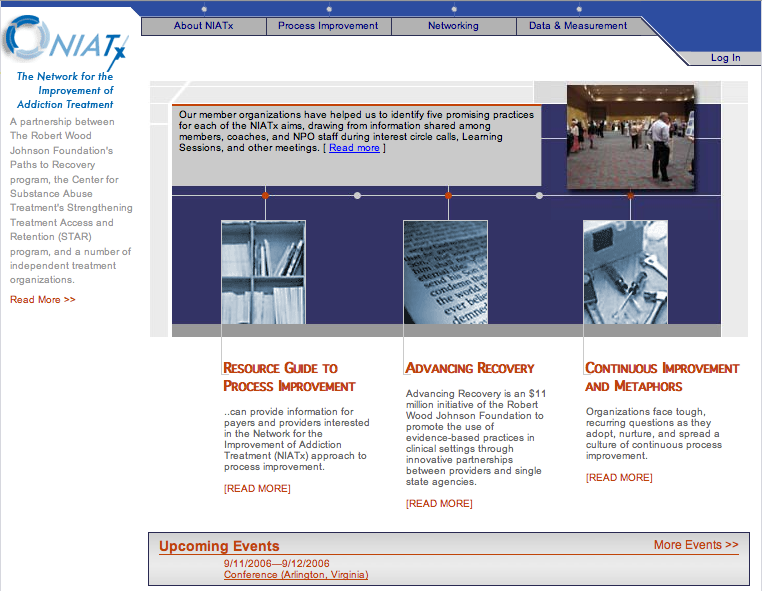 About NIATx
Process Improvement
Networking
Data & Measurement
Log In
NIATx
The Network for the
Improvement of
Addiction Treatment
A partnership between
The Robert Wood
Johnson Foundation's
Paths to Recovery
program, the Center for
Substance Abuse
Treatment's Strengthening
Treatment Access and
Retention (STAR)
program, and a number of
independent treatment
organizations.
Read More >>
Our member organizations have helped us to identify five promising practices
for each of the NIATx aims, drawing from information shared among
members, coaches, and NPO staff during interest circle calls, Learning
Sessions, and other meetings. [ Read more ]
Resource Guide to
Process Improvement
..can provide information for
payers and providers interested
in the Network for the
Improvement of Addiction
Treatment (NIATx) approach to
process improvement.
[READ MORE]
Advancing Recovery
Advancing Recovery is an $11
million initiative of the Robert
Wood Johnson Foundation to
promote the use of
evidence-based practices in
clinical settings through
innovative partnerships
between providers and single
state agencies.
[READ MORE]
Continuous Improvement
and Metaphors
Organizations face tough,
recurring questions as they
adopt, nurture, and spread a
culture of continuous process
improvement.
[READ MORE]
Upcoming Events
More Events >>
9/11/2006—9/12/2006
Conference (Arlington, Virginia)